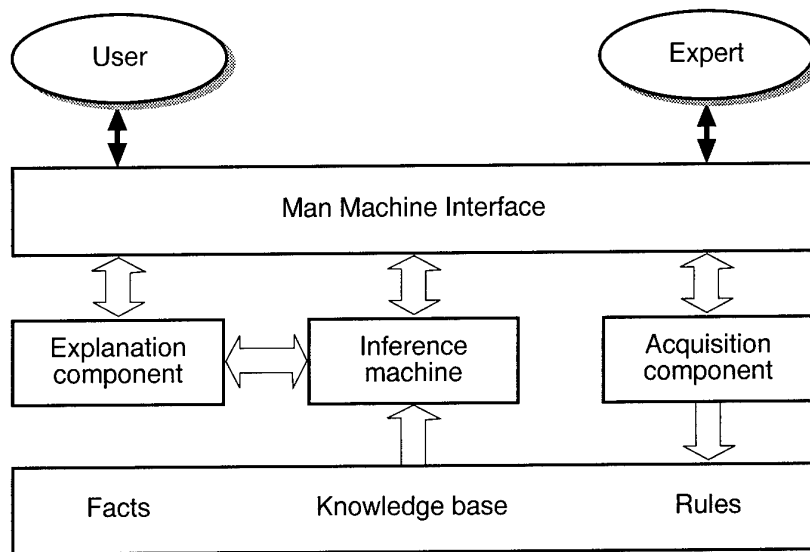 User
Expert
Man Machine Interface
Explanation
component
Inference
machine
Acquisition
component
Facts
Knowledge base
Rules